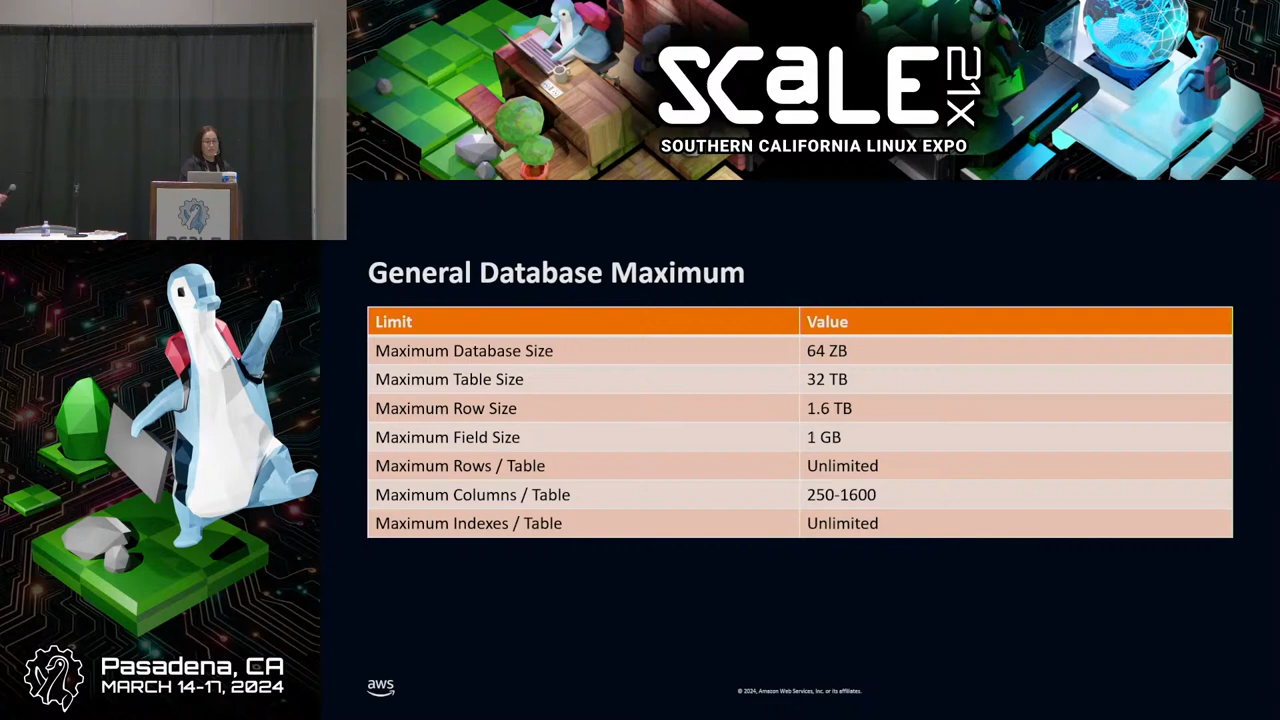 SCaLE 21X
SOUTHERN CALIFORNIA LINUX EXPO
General Database Maximum
Limit Value
Maximum Database Size 64 ZB
Maximum Table Size 32 TB
Maximum Row Size 1.6 TB
Maximum Field Size 1 GB
Maximum Rows / Table Unlimited
Maximum Columns / Table 250-1600
Maximum Indexes / Table Unlimited
Pasadena, CA
MARCH 14-17, 2024
aws
© 2024, Amazon Web Services, Inc. or its affiliates.